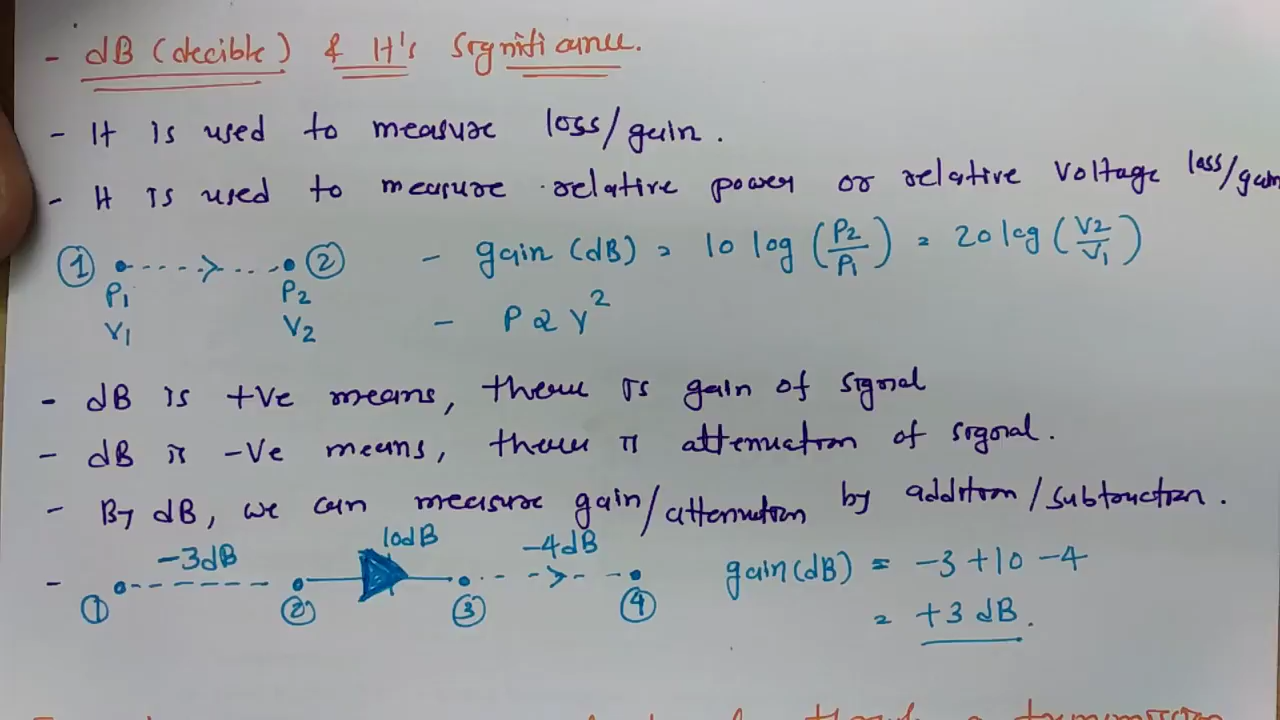 - dB (decible) & It's Significance.
- It is used to measure loss/gain.
- It is used to measure relative power or relative voltage loss/gain
① ② - gain (dB) = 10 log (P2/P1) = 20 log (V2/V1)
P1 P2
V1 V2 - P α V²
- dB is +Ve means, there is gain of signal
- dB is -Ve means, there is attenuation of signal.
- By dB, we can measure gain/attenuation by addition/subtraction.
-3dB 10dB -4dB
- ① ② ③ ④ gain(dB) = -3 +10 -4
= +3 dB.